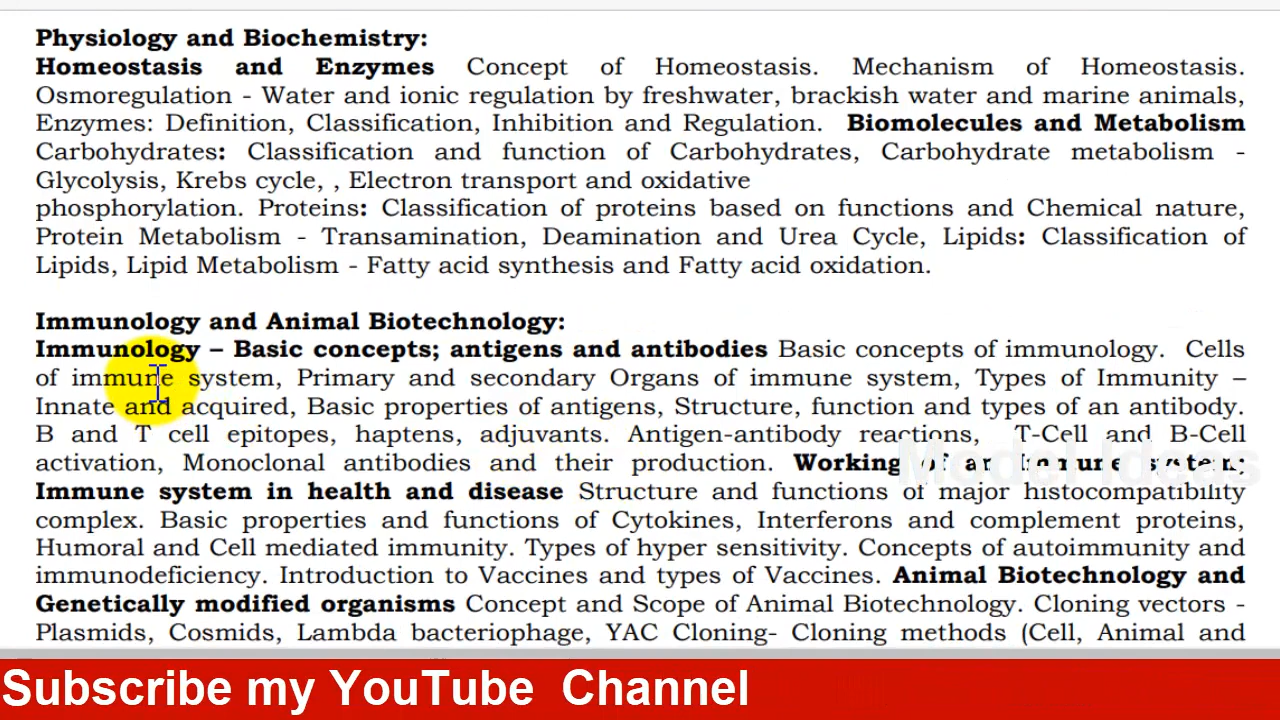 Physiology and Biochemistry:
Homeostasis and Enzymes Concept of Homeostasis. Mechanism of Homeostasis.
Osmoregulation - Water and ionic regulation by freshwater, brackish water and marine animals,
Enzymes: Definition, Classification, Inhibition and Regulation. Biomolecules and Metabolism
Carbohydrates: Classification and function of Carbohydrates, Carbohydrate metabolism -
Glycolysis, Krebs cycle, , Electron transport and oxidative
phosphorylation. Proteins: Classification of proteins based on functions and Chemical nature,
Protein Metabolism - Transamination, Deamination and Urea Cycle, Lipids: Classification of
Lipids, Lipid Metabolism - Fatty acid synthesis and Fatty acid oxidation.
Immunology and Animal Biotechnology:
Immunology – Basic concepts; antigens and antibodies Basic concepts of immunology. Cells
of immune system, Primary and secondary Organs of immune system, Types of Immunity –
Innate and acquired, Basic properties of antigens, Structure, function and types of an antibody.
B and T cell epitopes, haptens, adjuvants. Antigen-antibody reactions, T-Cell and B-Cell
activation, Monoclonal antibodies and their production. Working of an immune system;
Model Ideas
Immune system in health and disease Structure and functions of major histocompatibility
complex. Basic properties and functions of Cytokines, Interferons and complement proteins,
Humoral and Cell mediated immunity. Types of hyper sensitivity. Concepts of autoimmunity and
immunodeficiency. Introduction to Vaccines and types of Vaccines. Animal Biotechnology and
Genetically modified organisms Concept and Scope of Animal Biotechnology. Cloning vectors -
Plasmids, Cosmids, Lambda bacteriophage, YAC Cloning- Cloning methods (Cell, Animal and
Subscribe my YouTube Channel